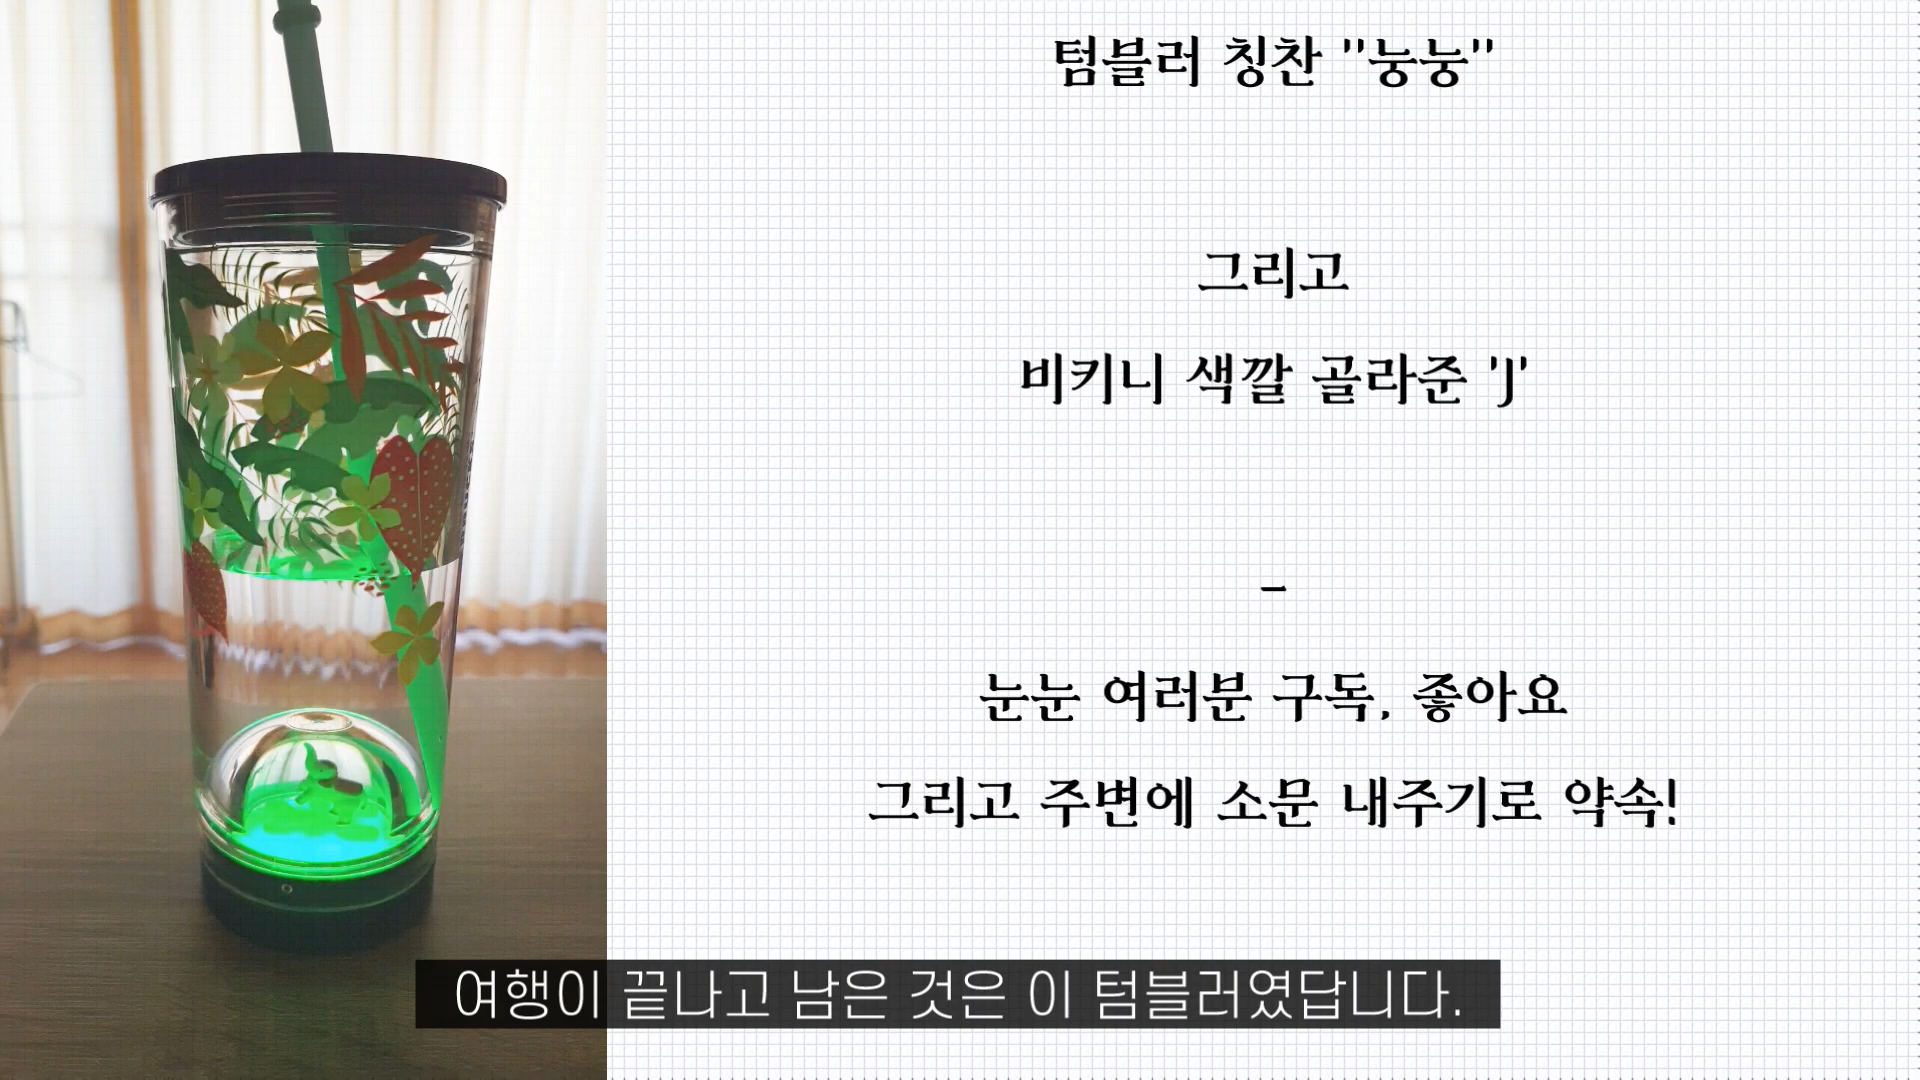 텀블러 칭찬 "눙눙"
그리고
비키니 색깔 골라준 'J'
–
눈눈 여러분 구독, 좋아요
그리고 주변에 소문 내주기로 약속!
여행이 끝나고 남은 것은 이 텀블러였답니다.